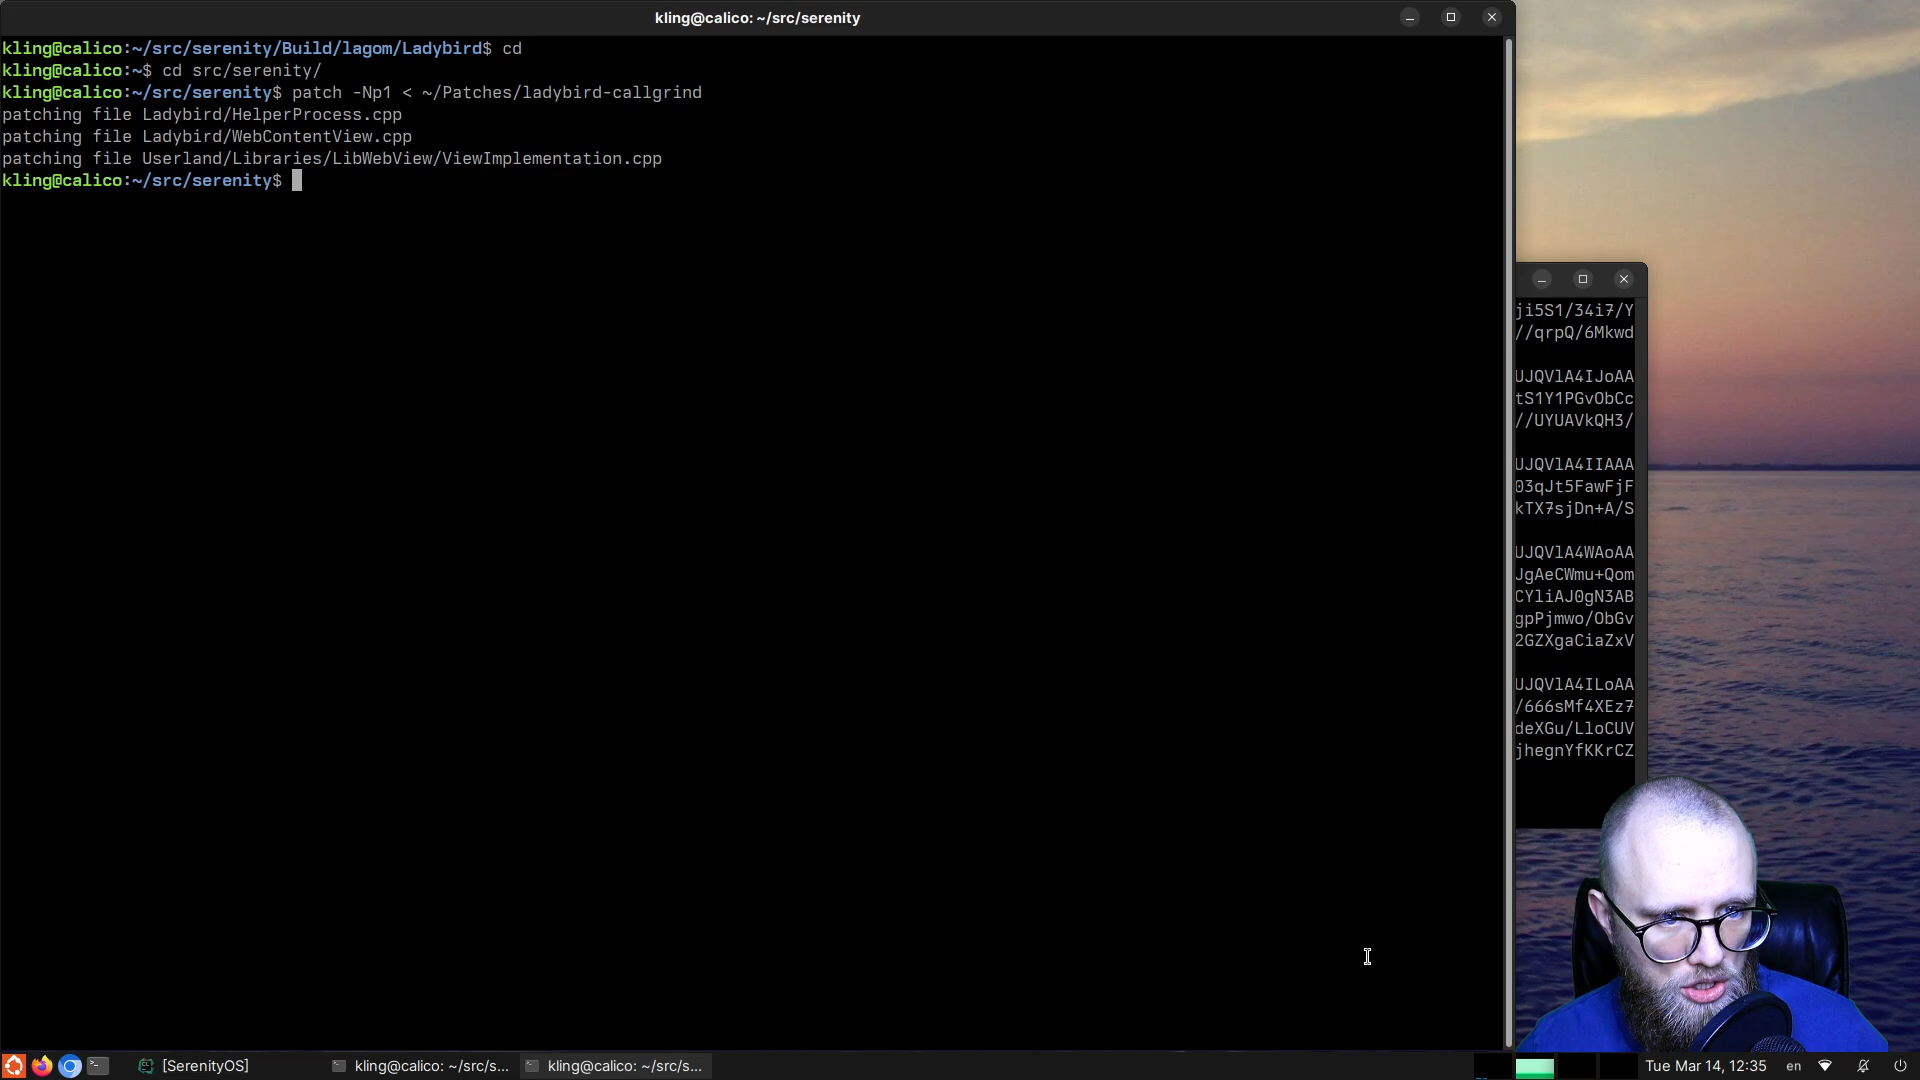 kling@calico: ~/src/serenity
kling@calico:~/src/serenity/Build/lagom/Ladybird$ cd
kling@calico:~$ cd src/serenity/
kling@calico:~/src/serenity$ patch -Np1 < ~/Patches/ladybird-callgrind
patching file Ladybird/HelperProcess.cpp
patching file Ladybird/WebContentView.cpp
patching file Userland/Libraries/LibWebView/ViewImplementation.cpp
kling@calico:~/src/serenity$
ji5S1/34i7/Y
//qrpQ/6Mkwd
UJQVlA4IJoAA
tS1Y1PGvObCc
//UYUAVkQH3/
UJQVlA4IIAAA
03qJt5FawFjF
kTX7sjDn+A/S
UJQVlA4WAoAA
JgAeCWmu+Qom
CYliAJ0gN3AB
gpPjmwo/ObGv
2GZXgaCiaZxV
UJQVlA4ILoAA
/666sMf4XEz7
deXGu/LloCUV
jhegnYfKKrCZ
[SerenityOS]
kling@calico: ~/src/s...
kling@calico: ~/src/s...
Tue Mar 14, 12:35
en